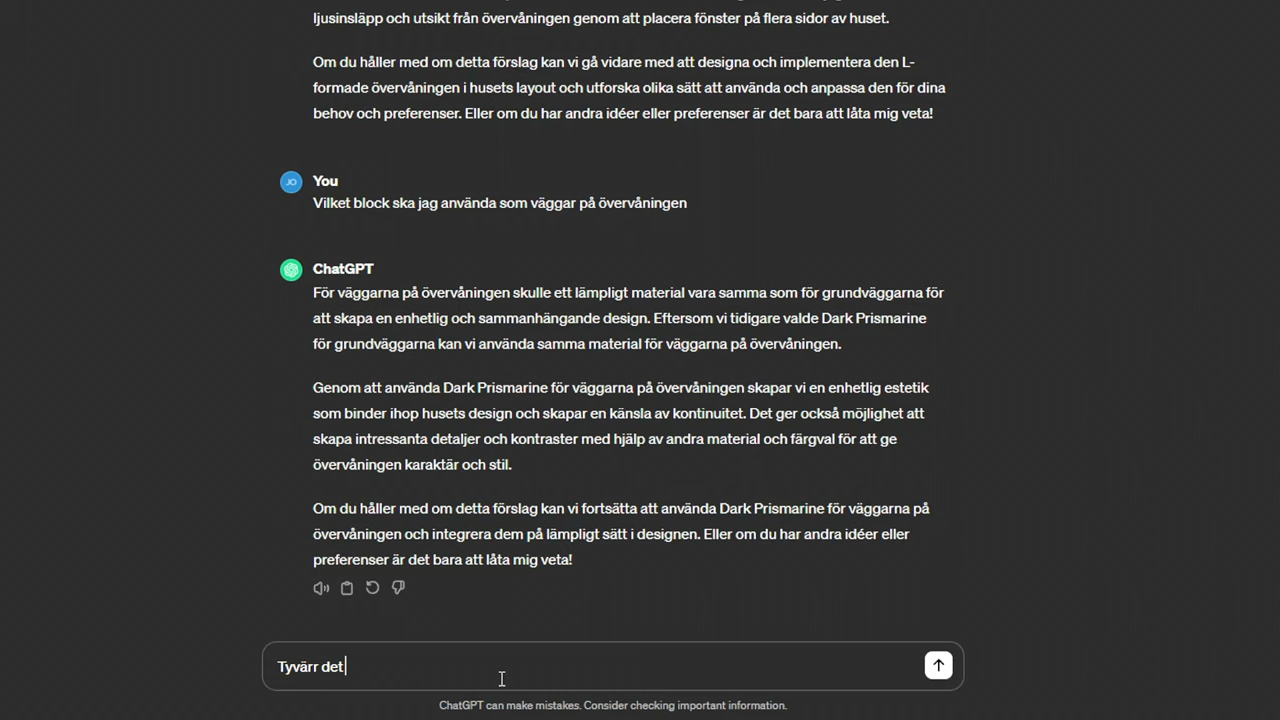 ljusinsläpp och utsikt från övervåningen genom att placera fönster på flera sidor av huset.
Om du håller med om detta förslag kan vi gå vidare med att designa och implementera den L-
formade övervåningen i husets layout och utforska olika sätt att använda och anpassa den för dina
behov och preferenser. Eller om du har andra idéer eller preferenser är det bara att låta mig veta!
JO
You
Vilket block ska jag använda som väggar på övervåningen
ChatGPT
För väggarna på övervåningen skulle ett lämpligt material vara samma som för grundväggarna för
att skapa en enhetlig och sammanhängande design. Eftersom vi tidigare valde Dark Prismarine
för grundväggarna kan vi använda samma material för väggarna på övervåningen.
Genom att använda Dark Prismarine för väggarna på övervåningen skapar vi en enhetlig estetik
som binder ihop husets design och skapar en känsla av kontinuitet. Det ger också möjlighet att
skapa intressanta detaljer och kontraster med hjälp av andra material och färgval för att ge
övervåningen karaktär och stil.
Om du håller med om detta förslag kan vi fortsätta att använda Dark Prismarine för väggarna på
övervåningen och integrera dem på lämpligt sätt i designen. Eller om du har andra idéer eller
preferenser är det bara att låta mig veta!
Tyvärr det
ChatGPT can make mistakes. Consider checking important information.